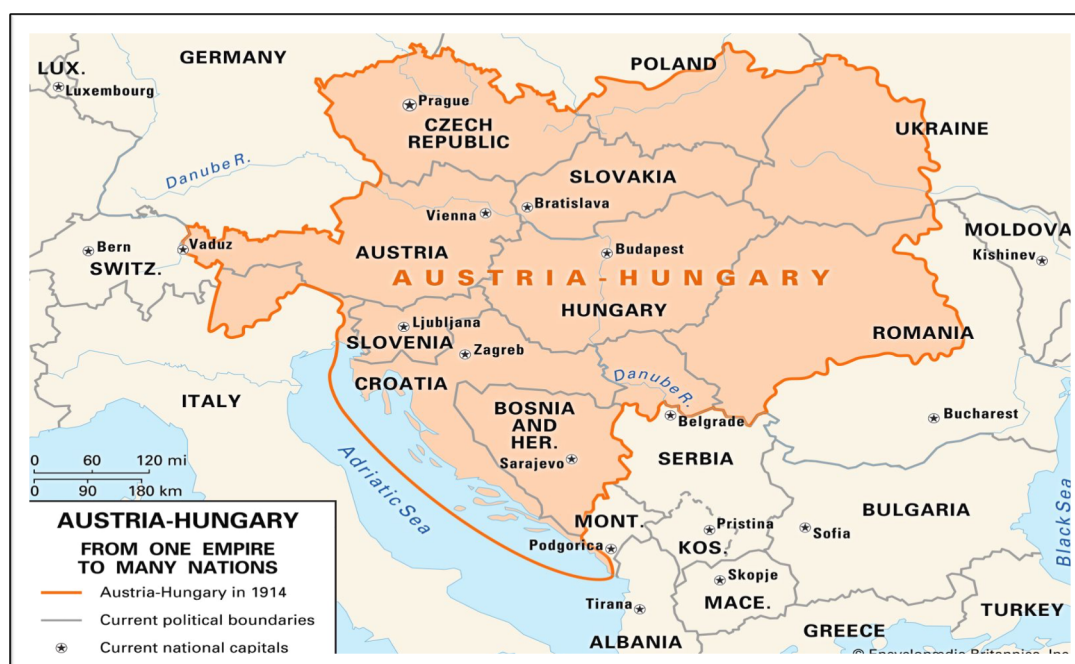 GERMANY
POLAND
LUX.
Luxembourg
Prague
CZECH
REPUBLIC
UKRAINE
Danube R.
SLOVAKIA
Bratislava
Vienna
MOLDOVA
Kishinev
Bern
SWITZ.
Vaduz
AUSTRIA
Budapest
AUSTRIA-HUNGARY
HUNGARY
Ljubljana
SLOVENIA
Zagreb
ROMANIA
CROATIA
Danube R.
ITALY
BOSNIA
AND
HER.
Sarajevo
Belgrade
Bucharest
SERBIA
0 60 120 mi
0 90 180 km
Adriatic Sea
MONT.
Podgorica
Pristina
KOS.
Sofia
BULGARIA
Black Sea
Skopje
MACE.
Tirana
ALBANIA
GREECE
TURKEY
AUSTRIA-HUNGARY
FROM ONE EMPIRE
TO MANY NATIONS
Austria-Hungary in 1914
Current political boundaries
Current national capitals
© Encyclopædia Britannica, Inc.